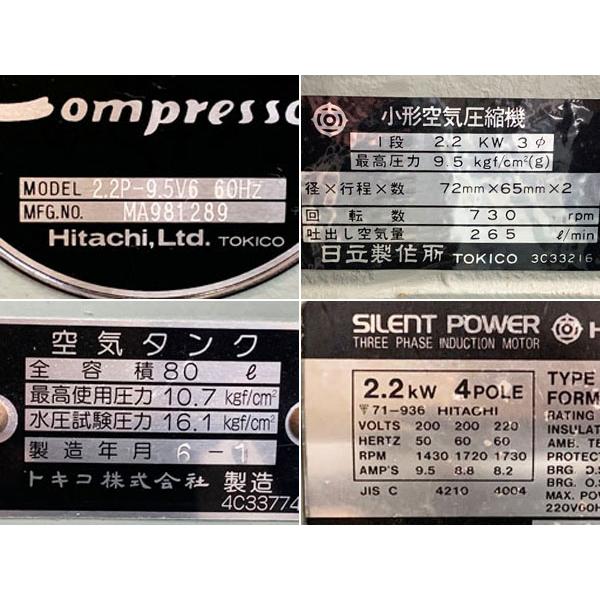 Compresso
MODEL 2.2P-9.5V6 60Hz
MFG.NO. MA981289
Hitachi, Ltd. TOKICO
小形空気圧縮機
1段 2.2 KW 3φ
最高圧力 9.5 kgf/cm²(g)
径×行程×数 72mm×65mm×2
回転数 730 rpm
吐出し空気量 265 ℓ/min
日立製作所 TOKICO 3C33216
空気タンク
全容積 80 ℓ
最高使用圧力 10.7 kgf/cm²
水圧試験圧力 16.1 kgf/cm²
製造年月 6-1
トキコ株式会社 製造
4C33774
SILENT POWER H
THREE PHASE INDUCTION MOTOR
2.2kW 4POLE
71-936 HITACHI
VOLTS 200 200 220
HERTZ 50 60 60
RPM 1430 1720 1730
AMP'S 9.5 8.8 8.2
JIS C 4210 4004
TYPE
FORM
RATING
INSULAT
AMB. TE
PROTEC
BRG. D.S
BRG. O.S
MAX. POW
220V60H